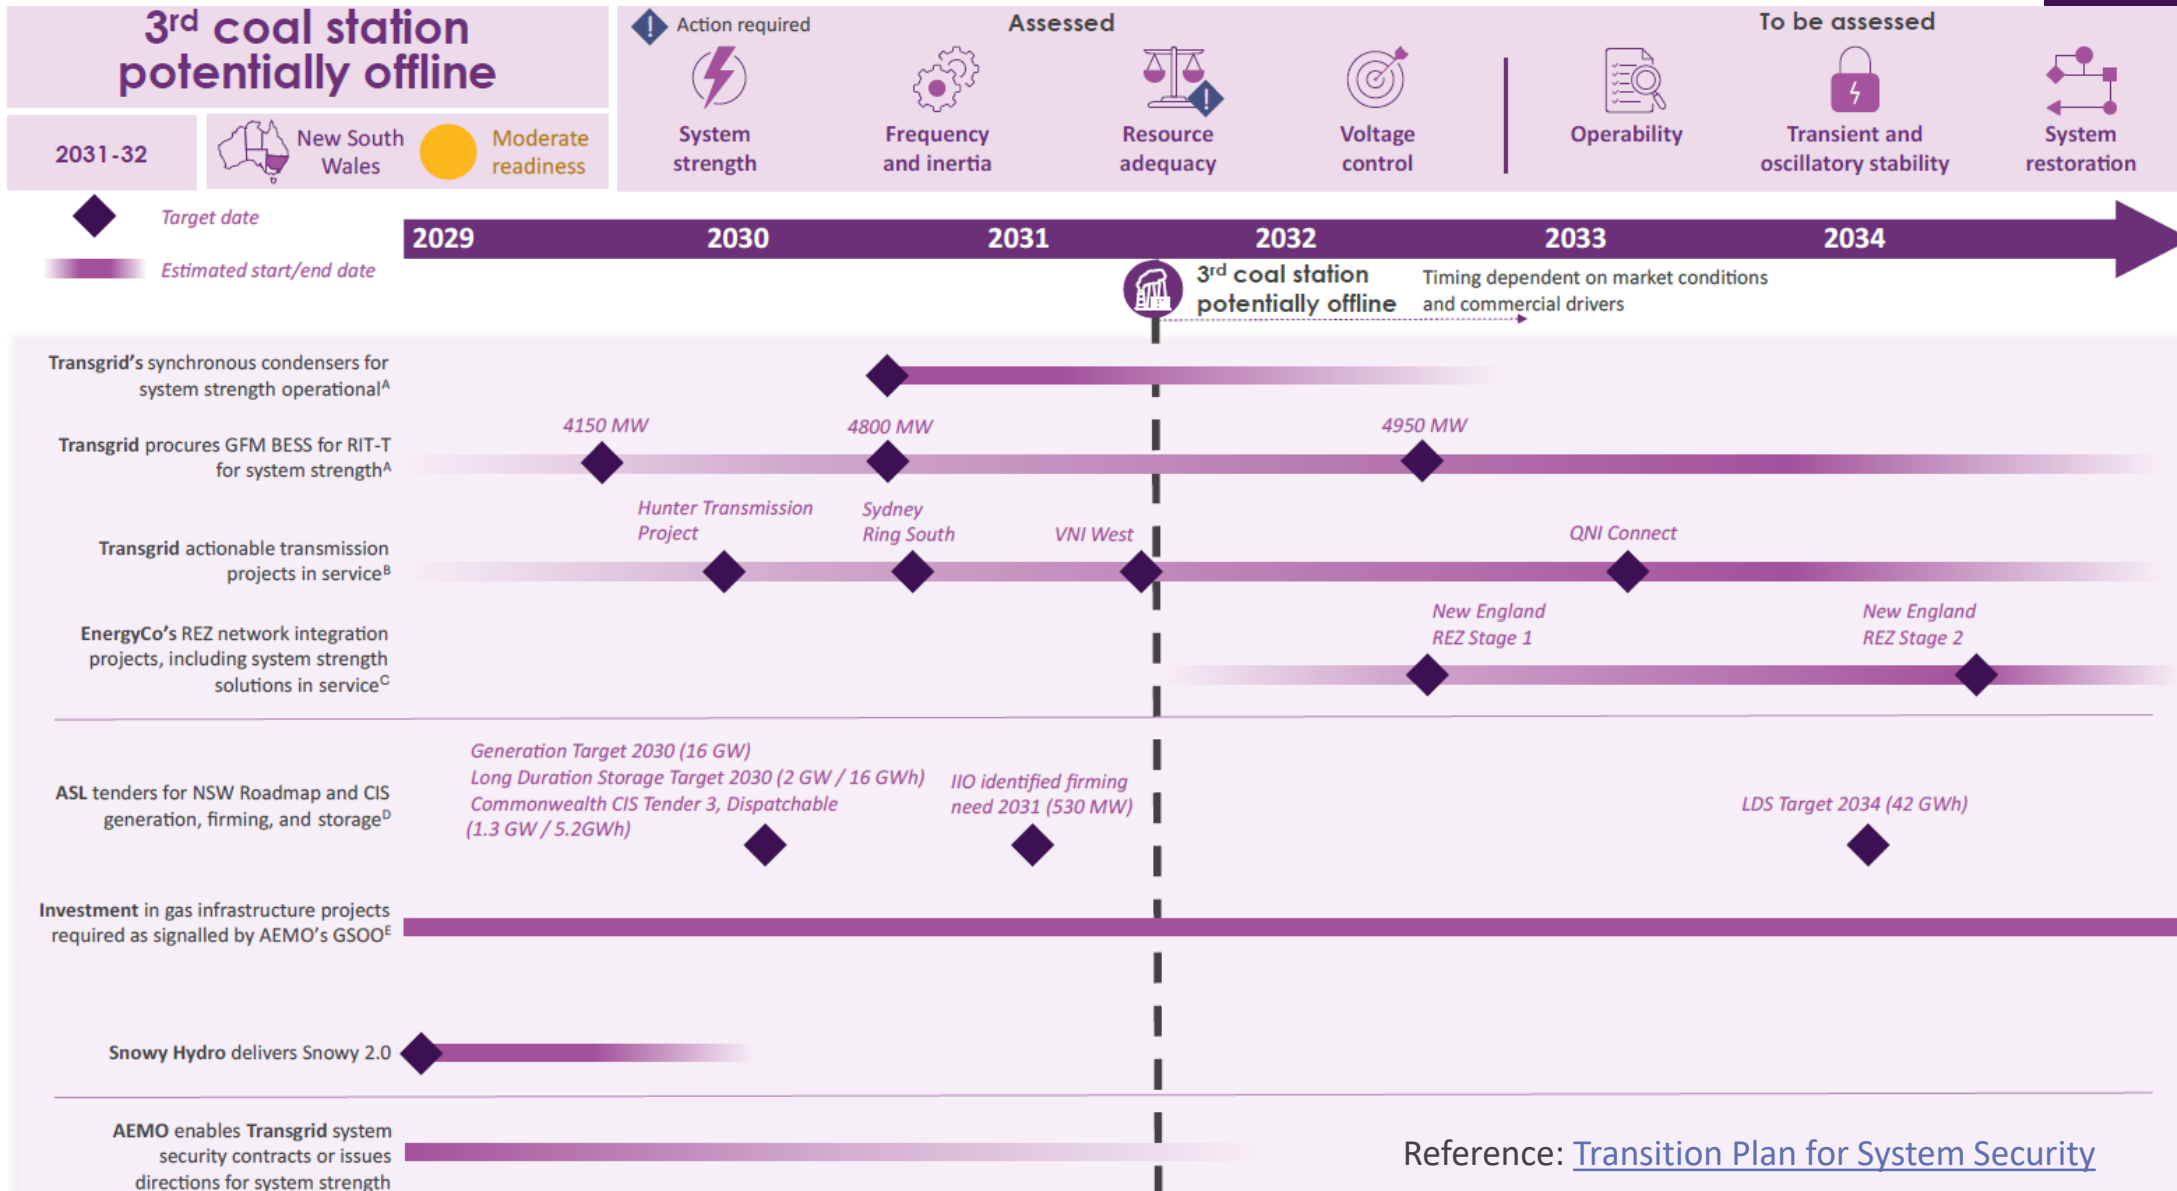 3rd coal station
potentially offline
2031-32
New South
Wales
Moderate
readiness
! Action required
Assessed
To be assessed
System
strength
Frequency
and inertia
!
Resource
adequacy
Voltage
control
Operability
Transient and
oscillatory stability
System
restoration
Target date
Estimated start/end date
2029 2030 2031 2032 2033 2034
3rd coal station
potentially offline
Timing dependent on market conditions
and commercial drivers
Transgrid's synchronous condensers for
system strength operationalA
Transgrid procures GFM BESS for RIT-T
for system strengthA
4150 MW
4800 MW
4950 MW
Transgrid actionable transmission
projects in serviceB
Hunter Transmission
Project
Sydney
Ring South
VNI West
QNI Connect
EnergyCo's REZ network integration
projects, including system strength
solutions in serviceC
New England
REZ Stage 1
New England
REZ Stage 2
ASL tenders for NSW Roadmap and CIS
generation, firming, and storageD
Generation Target 2030 (16 GW)
Long Duration Storage Target 2030 (2 GW / 16 GWh)
Commonwealth CIS Tender 3, Dispatchable
(1.3 GW / 5.2GWh)
IIO identified firming
need 2031 (530 MW)
LDS Target 2034 (42 GWh)
Investment in gas infrastructure projects
required as signalled by AEMO's GSOOE
Snowy Hydro delivers Snowy 2.0
AEMO enables Transgrid system
security contracts or issues
directions for system strength
Reference: Transition Plan for System Security